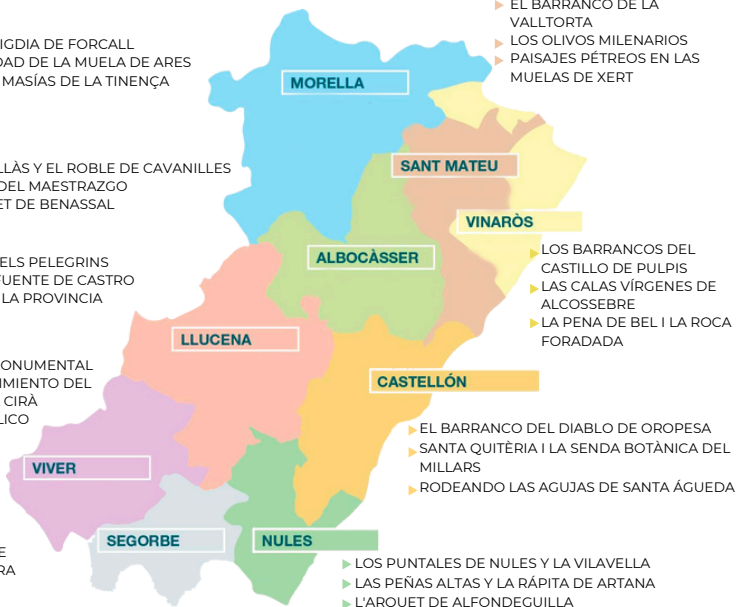 EL BARRANCO DE LA
VALLTORTA
LOS OLIVOS MILENARIOS
PAISAJES PÉTREOS EN LAS
MUELAS DE XERT
IGDIA DE FORCALL
DAD DE LA MUELA DE ARES
MASÍAS DE LA TINENÇA
MORELLA
LLÀS Y EL ROBLE DE CAVANILLES
DEL MAESTRAZGO
ET DE BENASSAL
SANT MATEU
VINARÒS
ELS PELEGRINS
FUENTE DE CASTRO
LA PROVINCIA
ALBOCÀSSER
LOS BARRANCOS DEL
CASTILLO DE PULPIS
LAS CALAS VÍRGENES DE
ALCOSSEBRE
LA PENA DE BEL I LA ROCA
FORADADA
LLUCENA
ONUMENTAL
IMIENTO DEL
CIRÀ
LICO
CASTELLÓN
EL BARRANCO DEL DIABLO DE OROPESA
SANTA QUITÈRIA I LA SENDA BOTÀNICA DEL
MILLARS
RODEANDO LAS AGUJAS DE SANTA ÁGUEDA
VIVER
SEGORBE
NULES
E
RA
LOS PUNTALES DE NULES Y LA VILAVELLA
LAS PEÑAS ALTAS Y LA RÁPITA DE ARTANA
L'ARQUET DE ALFONDEGUILLA